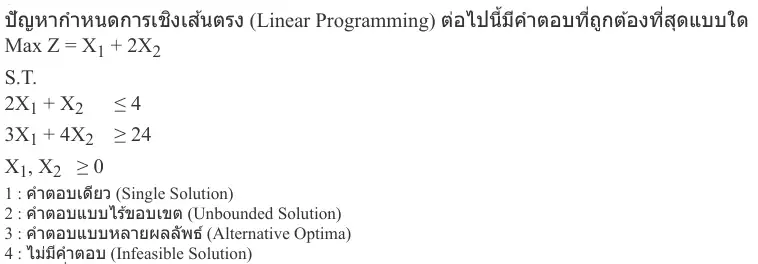 ปัญหากำหนดการเชิงเส้นตรง (Linear Programming) ต่อไปนี้มีคำตอบที่ถูกต้องที่สุดแบบใด
Max Z = X1 + 2X2
S.T.
2X1 + X2 ≤ 4
3X1 + 4X2 ≥ 24
X1, X2 ≥ 0
1 : คำตอบเดียว (Single Solution)
2 : คำตอบแบบไร้ขอบเขต (Unbounded Solution)
3 : คำตอบแบบหลายผลลัพธ์ (Alternative Optima)
4 : ไม่มีคำตอบ (Infeasible Solution)